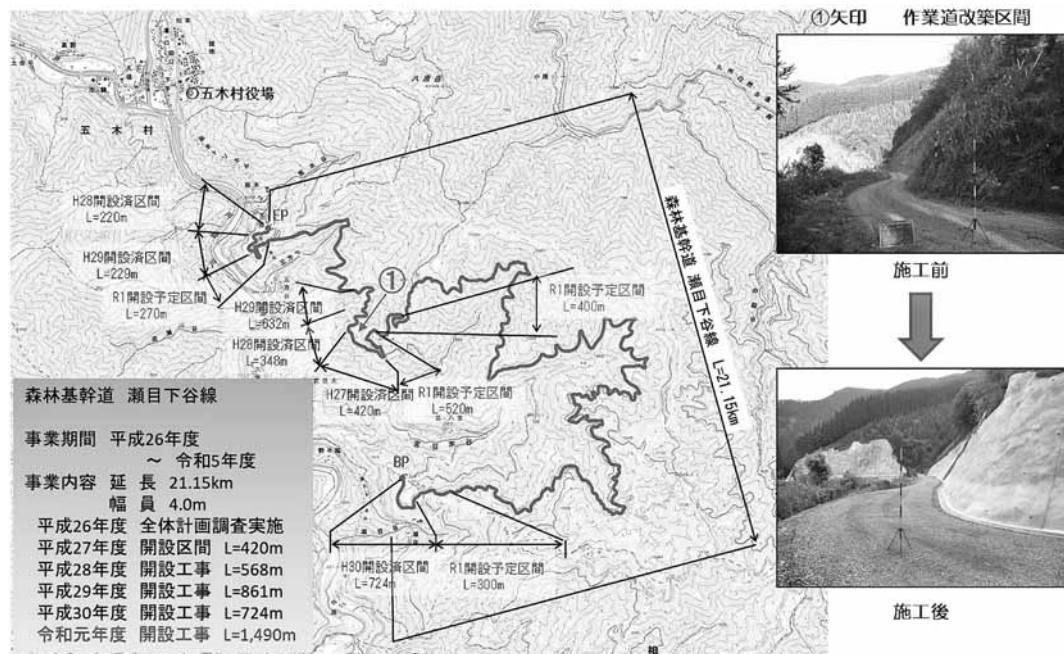 ①矢印 作業道改築区間
五木村役場
五木村
八原岳
H28開設済区間
L=220m
EP
H29開設済区間
L=229m
R1開設予定区間
L=270m
H29開設済区間
L=632m
①
H28開設済区間
L=348m
H27開設済区間
L=420m
R1開設予定区間
L=520m
R1開設予定区間
L=400m
森林基幹道 瀬目下谷線 L=21.15km
BP
H30開設済区間
L=724m
R1開設予定区間
L=300m
相
施工前
施工後
森林基幹道 瀬目下谷線
事業期間 平成26年度
～ 令和5年度
事業内容 延長 21.15km
幅員 4.0m
平成26年度 全体計画調査実施
平成27年度 開設区間 L=420m
平成28年度 開設工事 L=568m
平成29年度 開設工事 L=861m
平成30年度 開設工事 L=724m
令和元年度 開設工事 L=1,490m